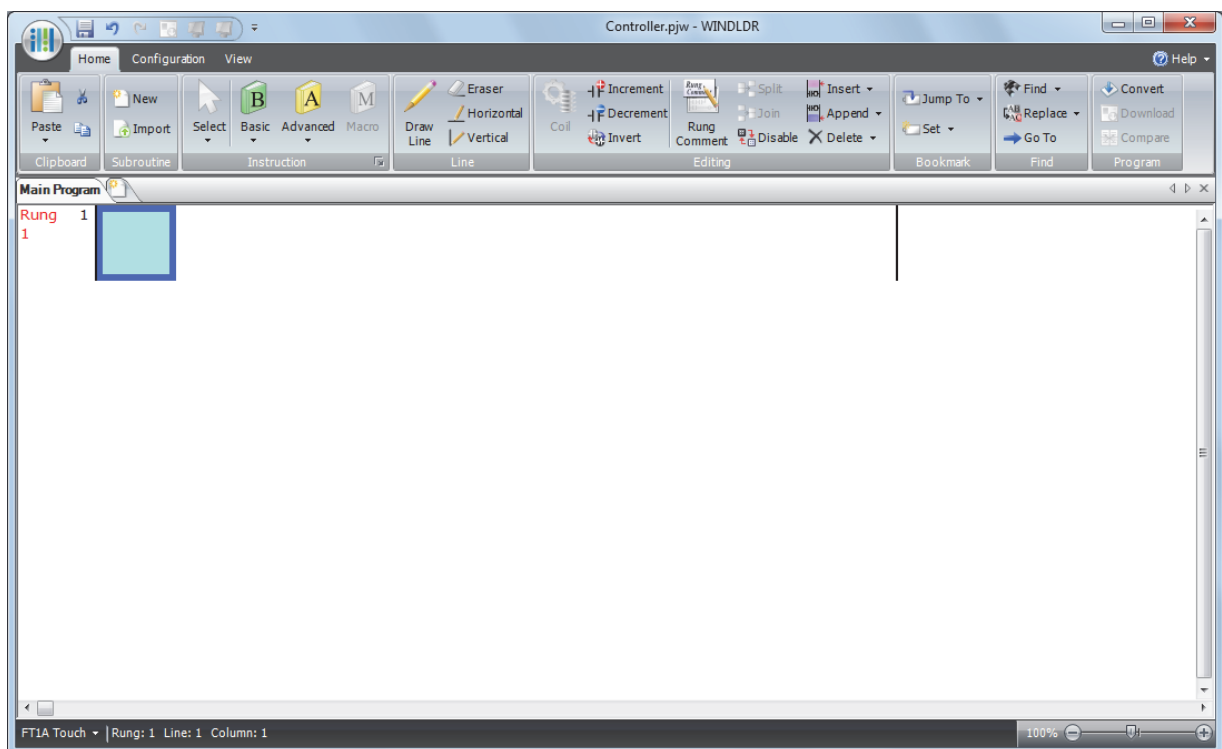 Controller.pjw - WINDLDR
Home Configuration View Help
Paste
New
Import
Select Basic Advanced Macro
B A M
Draw Line
Eraser
Horizontal
Vertical
Coil
Increment
Decrement
Invert
Rung Comment
Split
Join
Disable
Insert
Append
Delete
Jump To
Set
Find
Replace
Go To
Convert
Download
Compare
Clipboard Subroutine Instruction Line Editing Bookmark Find Program
Main Program
Rung 1
1
FT1A Touch Rung: 1 Line: 1 Column: 1 100%